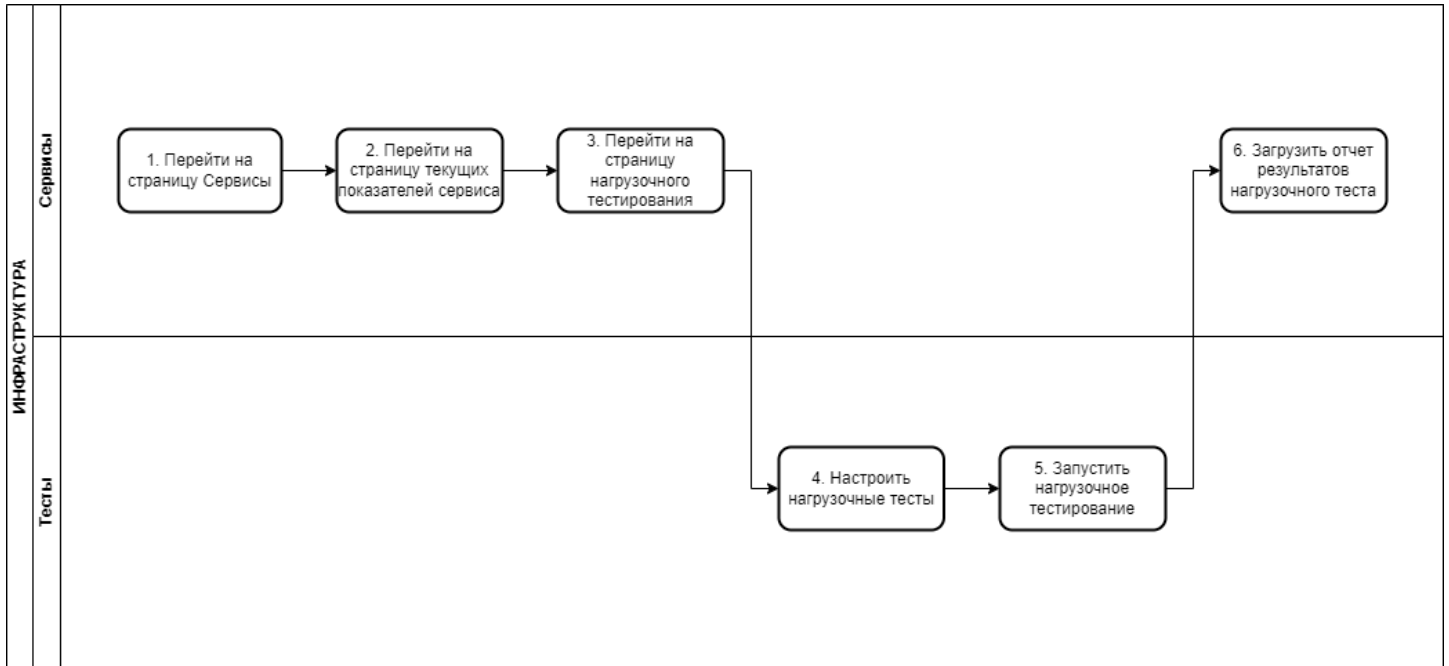 ИНФРАСТРУКТУРА
Сервисы
1. Перейти на
страницу Сервисы
2. Перейти на
страницу текущих
показателей сервиса
3. Перейти на
страницу
нагрузочного
тестирования
6. Загрузить отчет
результатов
нагрузочного теста
Тесты
4. Настроить
нагрузочные тесты
5. Запустить
нагрузочное
тестирование